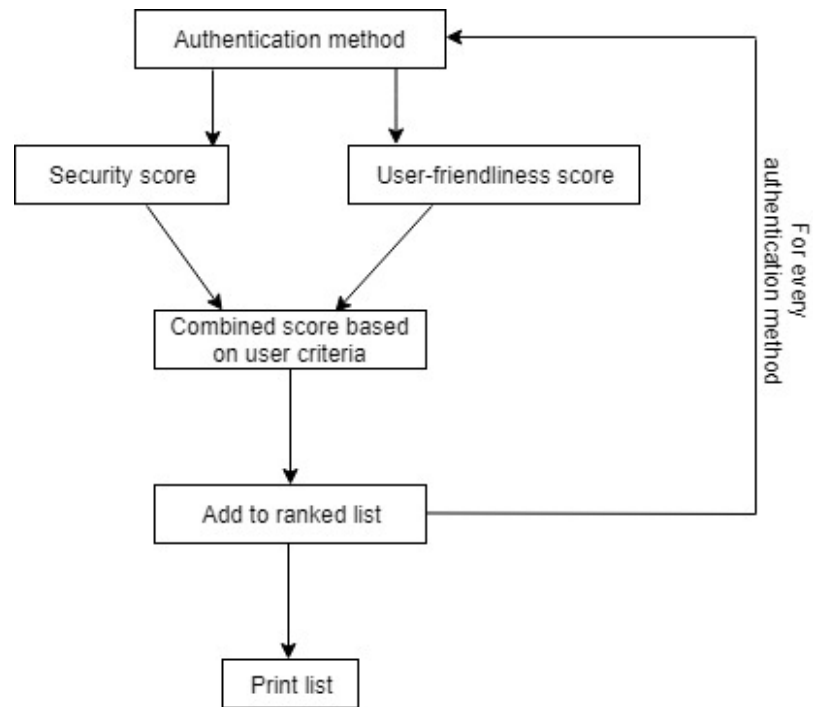 Authentication method
Security score
User-friendliness score
Combined score based
on user criteria
Add to ranked list
Print list
For every
authentication method